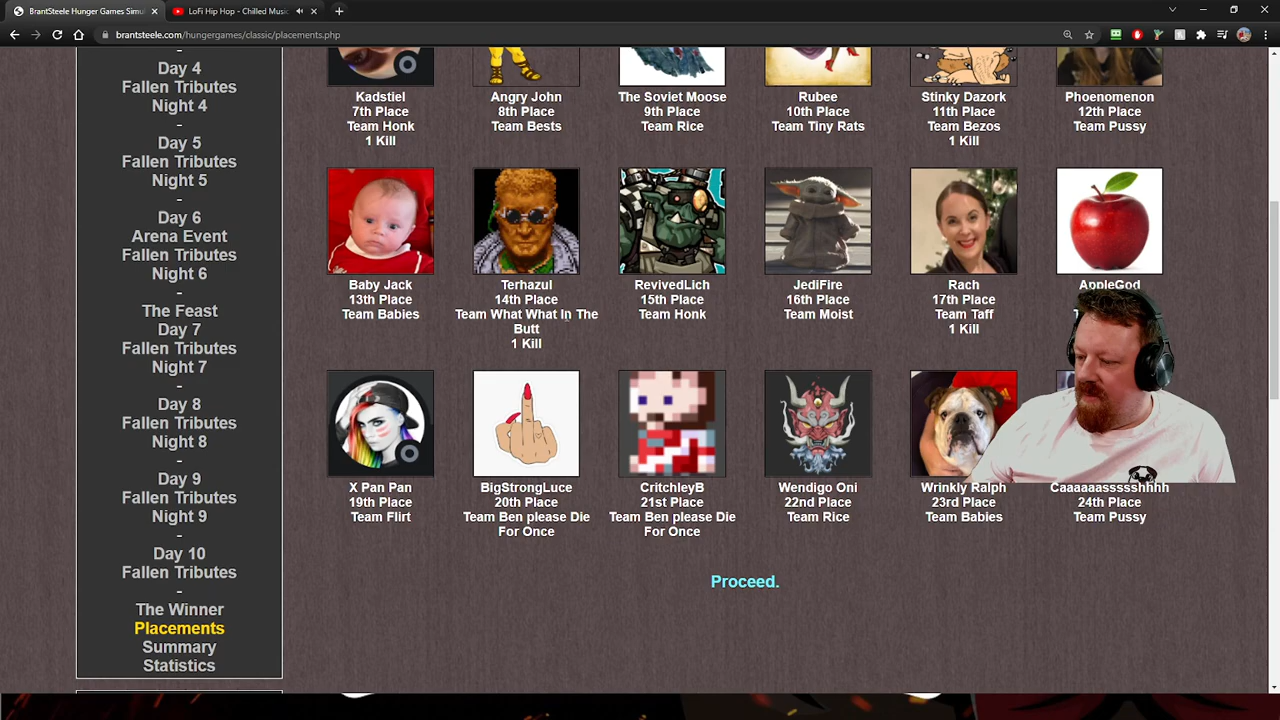 BrantSteele Hunger Games Simu
LoFi Hip Hop - Chilled Music
brantsteele.com/hungergames/classic/placements.php
-
Day 4
Fallen Tributes
Night 4
-
Day 5
Fallen Tributes
Night 5
-
Day 6
Arena Event
Fallen Tributes
Night 6
-
The Feast
Day 7
Fallen Tributes
Night 7
-
Day 8
Fallen Tributes
Night 8
-
Day 9
Fallen Tributes
Night 9
-
Day 10
Fallen Tributes
-
The Winner
Placements
Summary
Statistics
Kadstiel
7th Place
Team Honk
1 Kill
Angry John
8th Place
Team Bests
The Soviet Moose
9th Place
Team Rice
Rubee
10th Place
Team Tiny Rats
Stinky Dazork
11th Place
Team Bezos
1 Kill
Phoenomenon
12th Place
Team Pussy
Baby Jack
13th Place
Team Babies
Terhazul
14th Place
Team What What In The
Butt
1 Kill
RevivedLich
15th Place
Team Honk
JediFire
16th Place
Team Moist
Rach
17th Place
Team Taff
1 Kill
AppleGod
X Pan Pan
19th Place
Team Flirt
BigStrongLuce
20th Place
Team Ben please Die
For Once
CritchleyB
21st Place
Team Ben please Die
For Once
Wendigo Oni
22nd Place
Team Rice
Wrinkly Ralph
23rd Place
Team Babies
24th Place
Team Pussy
Proceed.